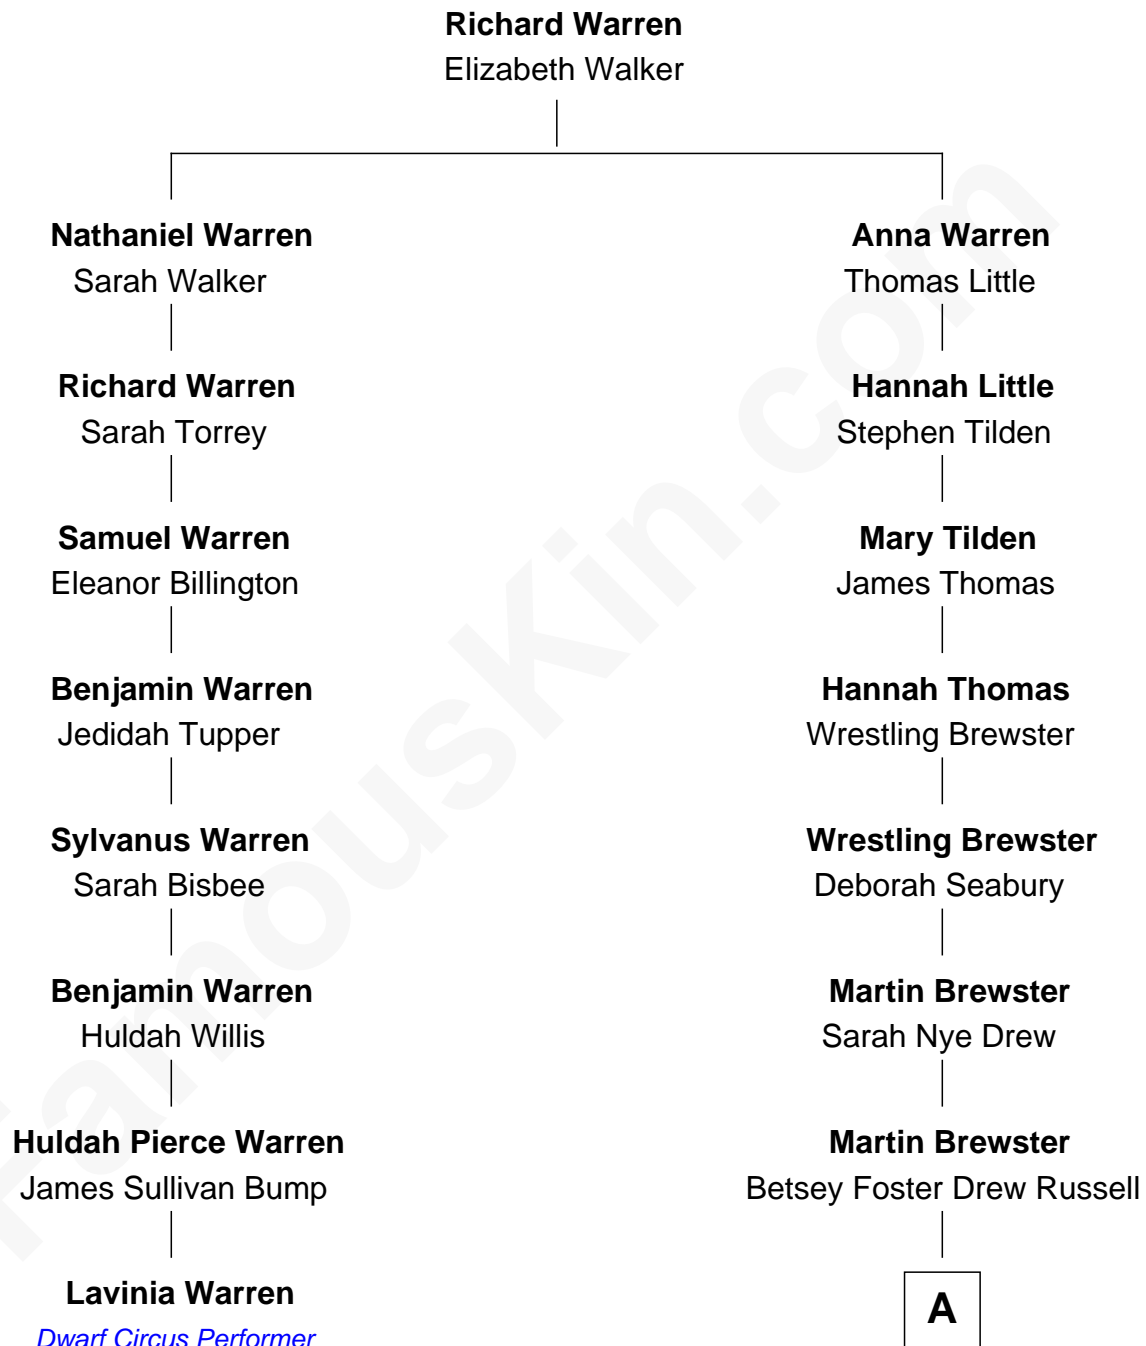 Richard Warren
Elizabeth Walker
Nathaniel Warren
Sarah Walker
Anna Warren
Thomas Little
Richard Warren
Sarah Torrey
Hannah Little
Stephen Tilden
Samuel Warren
Eleanor Billington
Mary Tilden
James Thomas
Benjamin Warren
Jedidah Tupper
Hannah Thomas
Wrestling Brewster
Sylvanus Warren
Sarah Bisbee
Wrestling Brewster
Deborah Seabury
Benjamin Warren
Huldah Willis
Martin Brewster
Sarah Nye Drew
Huldah Pierce Warren
James Sullivan Bump
Martin Brewster
Betsey Foster Drew Russell
Lavinia Warren
Dwarf Circus Performer
A
FamousKin.com